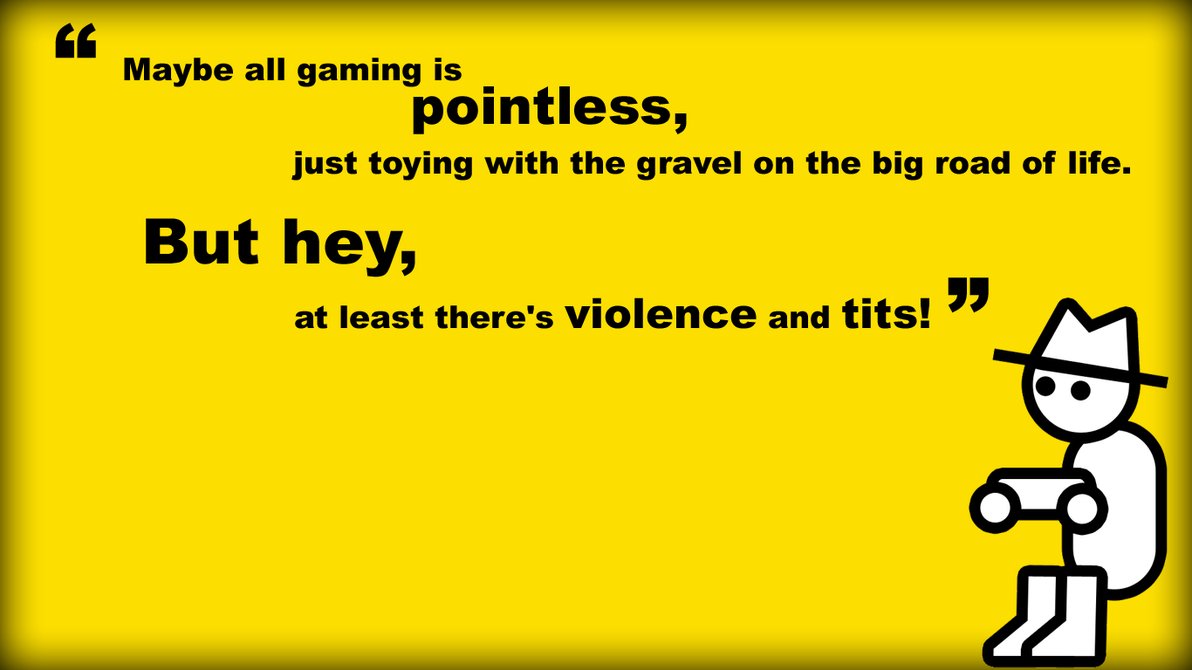 “ Maybe all gaming is
pointless,
just toying with the gravel on the big road of life.
But hey,
at least there's violence and tits! ”